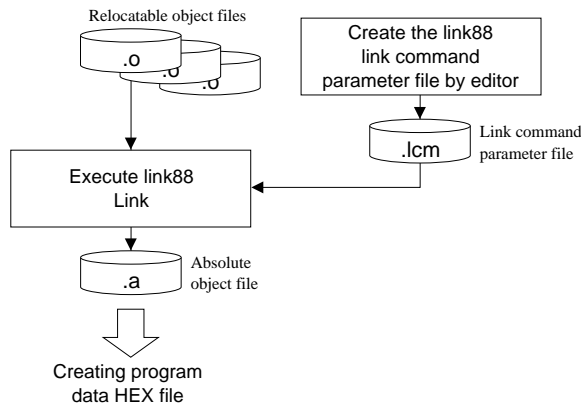 Relocatable object files
.o
.o
.o
Create the link88
link command
parameter file by editor
.lcm
Link command
parameter file
Execute link88
Link
.a
Absolute
object file
Creating program
data HEX file